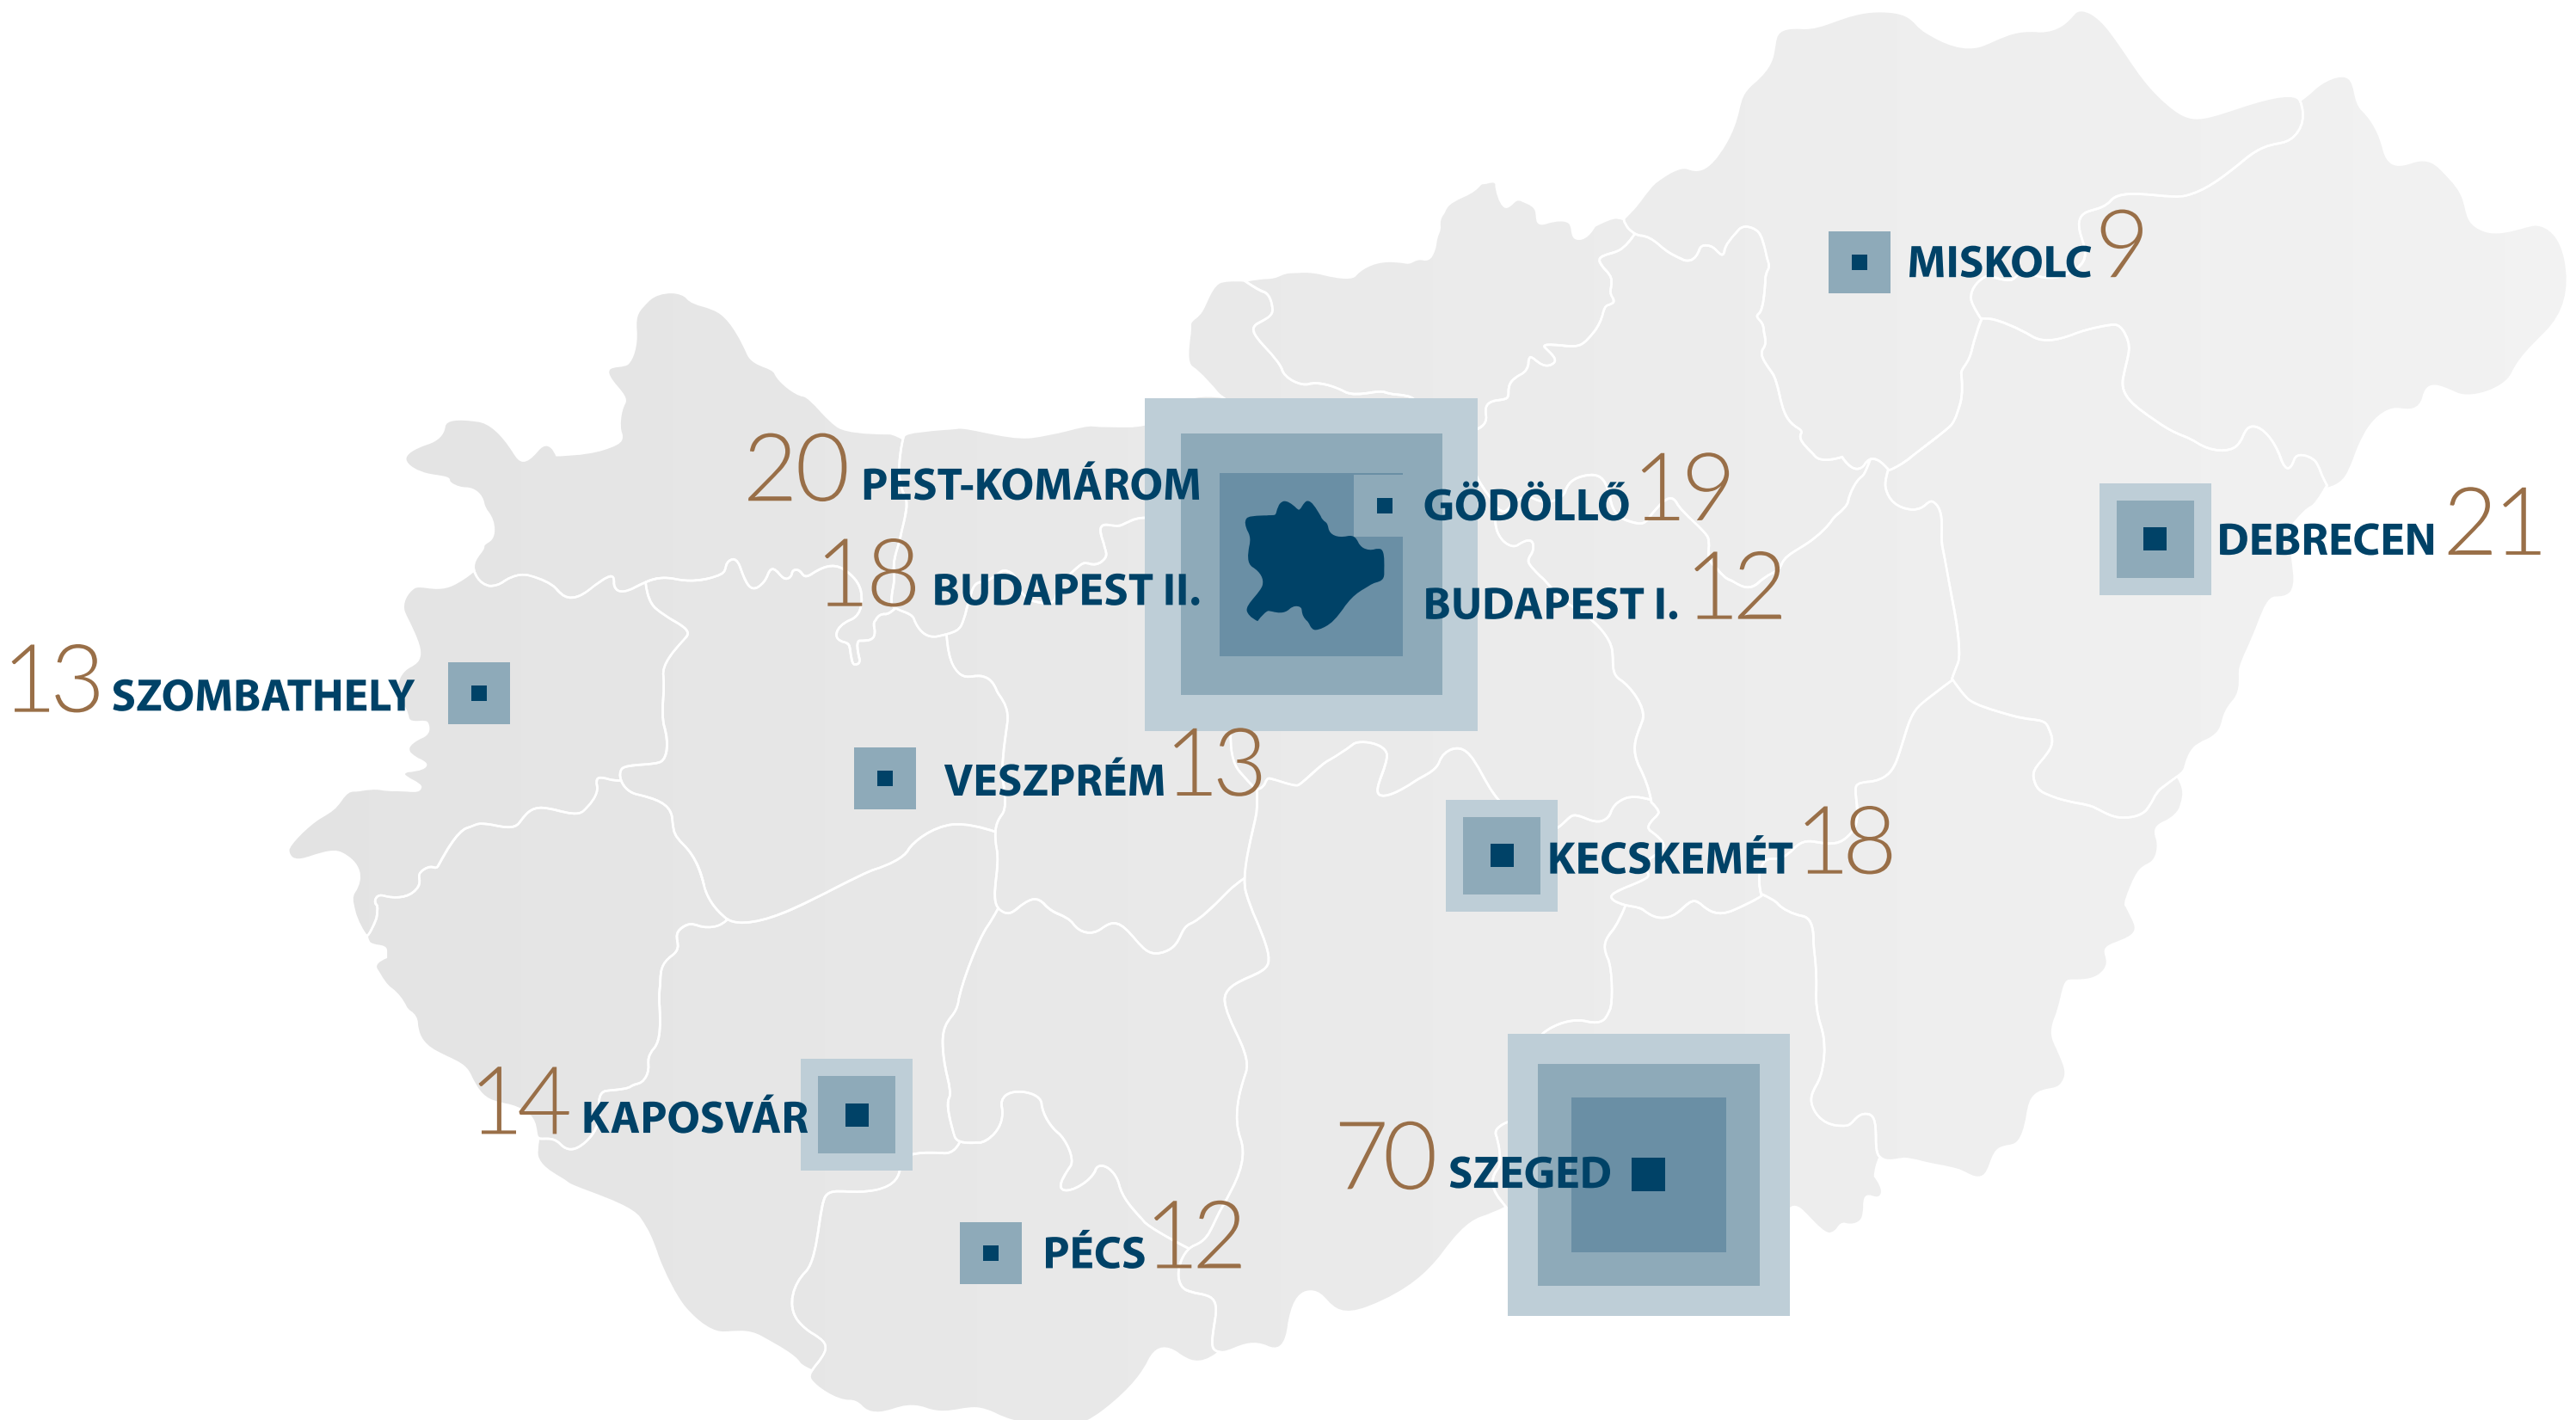 MISKOLC 9
20 PEST-KOMÁROM
GÖDÖLLŐ 19
DEBRECEN 21
18 BUDAPEST II.
BUDAPEST I. 12
13 SZOMBATHELY
VESZPRÉM 13
KECSKEMÉT 18
14 KAPOSVÁR
70 SZEGED
PÉCS 12